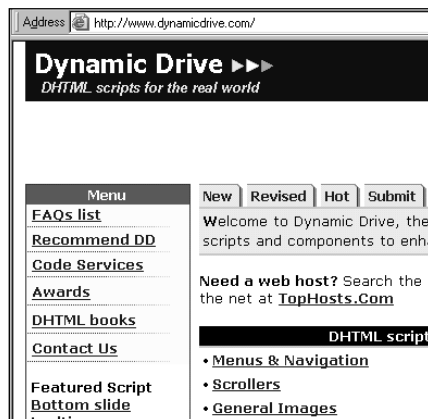 Address http://www.dynamicdrive.com/
Dynamic Drive
DHTML scripts for the real world
Menu
FAQs list
Recommend DD
Code Services
Awards
DHTML books
Contact Us
Featured Script
Bottom slide
New Revised Hot Submit
Welcome to Dynamic Drive, the
scripts and components to
Need a web host? Search the
the net at TopHosts.Com
DHTML
• Menus & Navigation
• Scrollers
• General Images